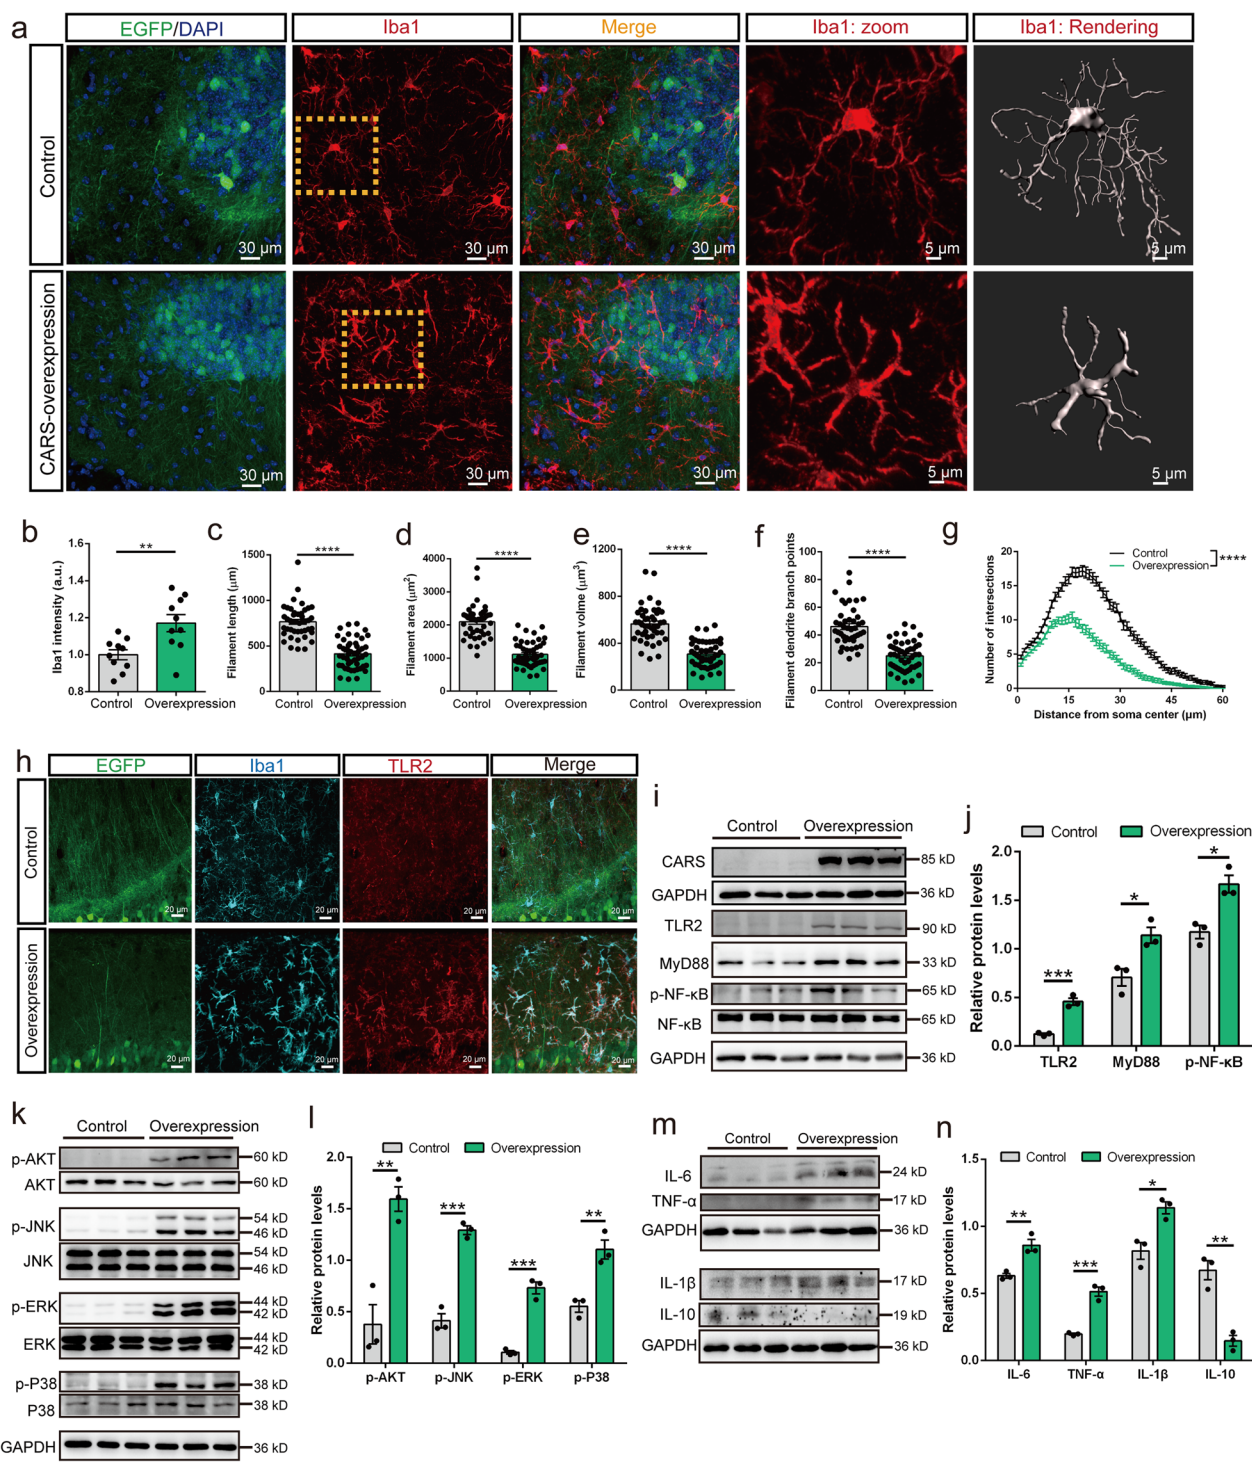 a
EGFP/DAPI
Iba1
Merge
Iba1: zoom
Iba1: Rendering
Control
30 µm
30 µm
30 µm
5 µm
5 µm
CARS-overexpression
30 µm
30 µm
30 µm
5 µm
5 µm
b
Iba1 intensity (a.u.)
1.6
1.4
1.2
1.0
0.8
**
Control
Overexpression
c
Filament length (µm)
1500
1000
500
0
****
Control
Overexpression
d
Filament area (µm²)
4000
3000
2000
1000
0
****
Control
Overexpression
e
Filament volme (µm³)
1200
800
400
0
****
Control
Overexpression
f
Filament dendrite branch points
100
80
60
40
20
0
****
Control
Overexpression
g
Number of intersections
20
15
10
5
0
Control
Overexpression
****
0
15
30
45
60
Distance from soma center (µm)
h
EGFP
Iba1
TLR2
Merge
Control
20 µm
20 µm
20 µm
20 µm
Overexpression
20 µm
20 µm
20 µm
20 µm
i
Control
Overexpression
CARS
85 kD
GAPDH
36 kD
TLR2
90 kD
MyD88
33 kD
p-NF-κB
65 kD
NF-κB
65 kD
GAPDH
36 kD
j
Control
Overexpression
Relative protein levels
2.0
1.5
1.0
0.5
0.0
***
*
*
TLR2
MyD88
p-NF-κB
k
Control
Overexpression
p-AKT
60 kD
AKT
60 kD
p-JNK
54 kD
46 kD
JNK
54 kD
46 kD
p-ERK
44 kD
42 kD
ERK
44 kD
42 kD
p-P38
38 kD
P38
38 kD
GAPDH
36 kD
l
Control
Overexpression
Relative protein levels
2.0
1.5
1.0
0.5
0.0
**
***
***
**
p-AKT
p-JNK
p-ERK
p-P38
m
Control
Overexpression
IL-6
24 kD
TNF-α
17 kD
GAPDH
36 kD
IL-1β
17 kD
IL-10
19 kD
GAPDH
36 kD
n
Control
Overexpression
Relative protein levels
1.5
1.0
0.5
0.0
**
***
*
**
IL-6
TNF-α
IL-1β
IL-10